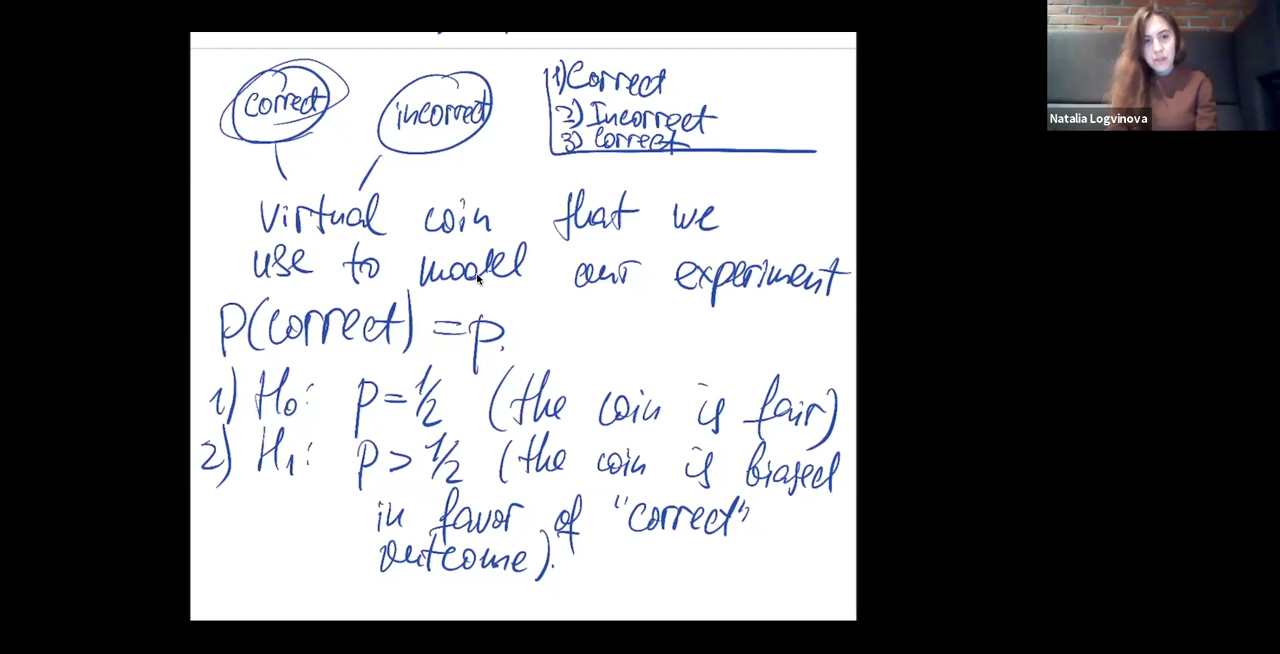 correct
incorrect
1) Correct
2) Incorrect
3) Correct
virtual coin that we
use to model our experiment
P(correct) = p.
1) H₀: p = 1/2 (the coin is fair)
2) H₁: p > 1/2 (the coin is biased
in favor of "correct"
outcome).
Natalia Logvinova